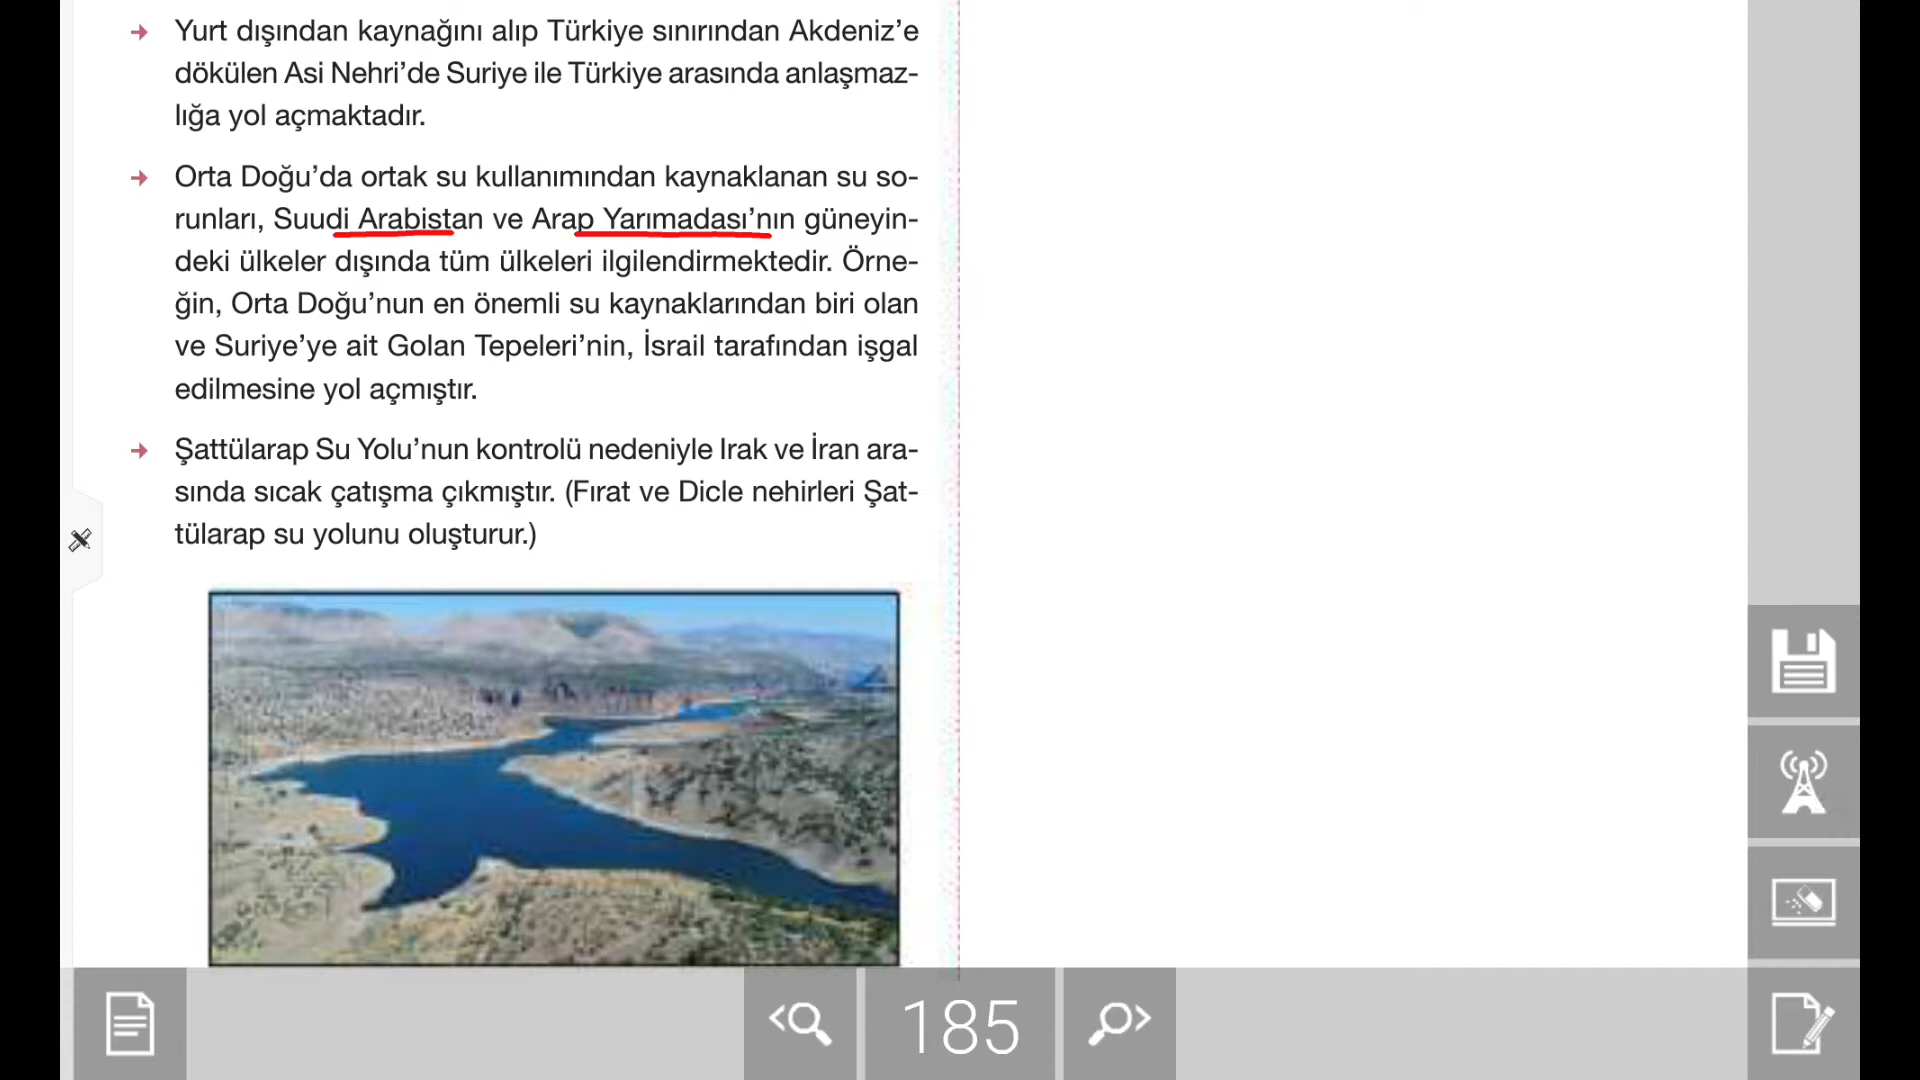 Yurt dışından kaynağını alıp Türkiye sınırından Akdeniz’e
dökülen Asi Nehri’de Suriye ile Türkiye arasında anlaşmaz-
lığa yol açmaktadır.
Orta Doğu’da ortak su kullanımından kaynaklanan su so-
runları, Suudi Arabistan ve Arap Yarımadası’nın güneyin-
deki ülkeler dışında tüm ülkeleri ilgilendirmektedir. Örne-
ğin, Orta Doğu’nun en önemli su kaynaklarından biri olan
ve Suriye’ye ait Golan Tepeleri’nin, İsrail tarafından işgal
edilmesine yol açmıştır.
Şattülarap Su Yolu’nun kontrolü nedeniyle Irak ve İran ara-
sında sıcak çatışma çıkmıştır. (Fırat ve Dicle nehirleri Şat-
tülarap su yolunu oluşturur.)
185